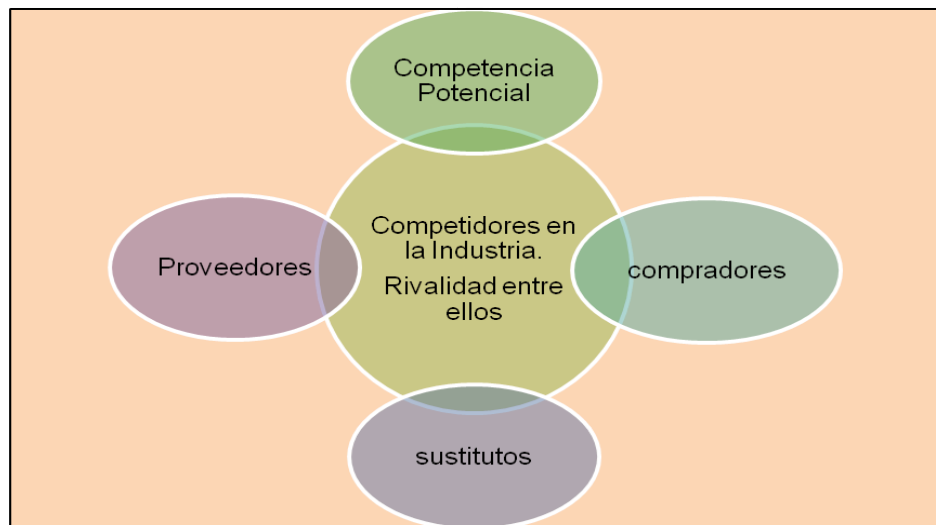 Competencia
Potencial
Competidores en
la Industria.
Rivalidad entre
ellos
Proveedores
compradores
sustitutos